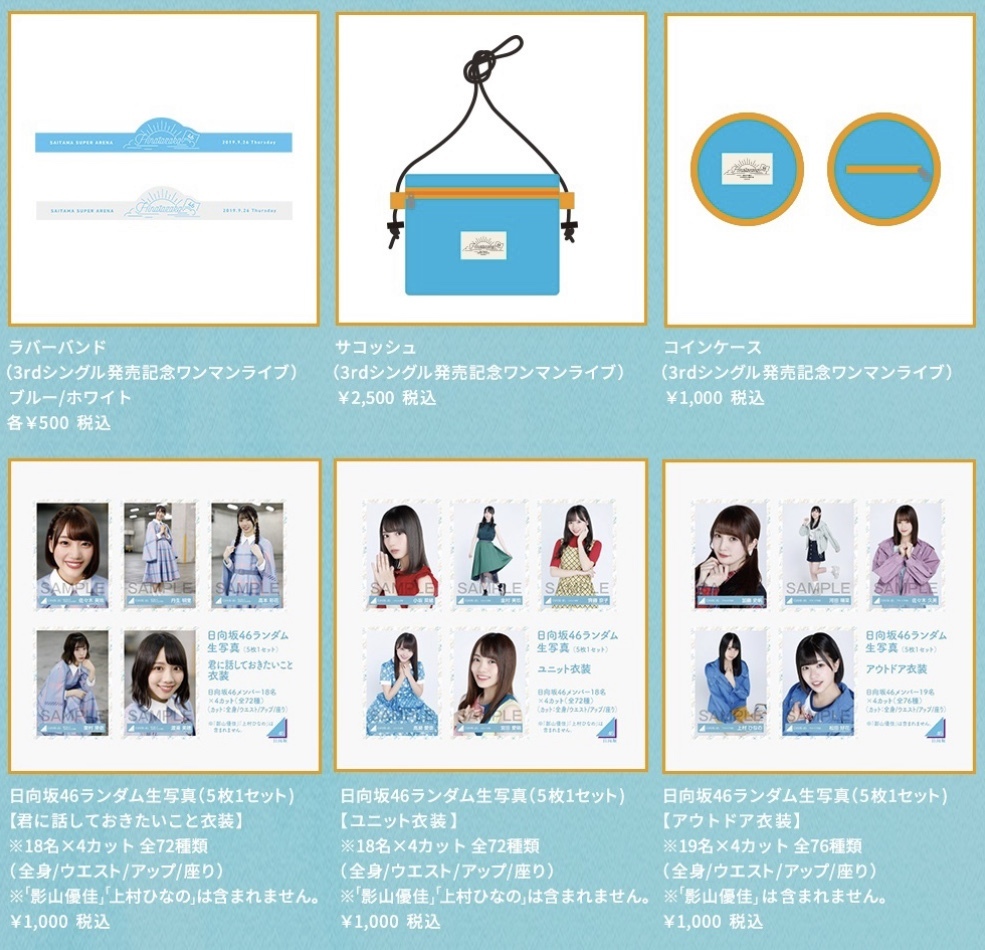 SAITAMA SUPER ARENA
Hinatazaka
46
2019.9.26 Thursday
SAITAMA SUPER ARENA
Hinatazaka
46
2019.9.26 Thursday
ラバーバンド
(3rdシングル発売記念ワンマンライブ)
ブルー/ホワイト
各¥500 税込
サコッシュ
(3rdシングル発売記念ワンマンライブ)
¥2,500 税込
コインケース
(3rdシングル発売記念ワンマンライブ)
¥1,000 税込
SAMPLE
SAMPLE
SAMPLE
SAMPLE
SAMPLE
日向坂46ランダム
生写真(5枚1セット)
君に話しておきたいこと
衣装
日向坂46メンバー18名
×4カット(全72種)
(カット:全身/ウエスト/アップ/座り)
※「影山優佳」「上村ひなの」は
含まれません。
SAMPLE
SAMPLE
SAMPLE
SAMPLE
SAMPLE
日向坂46ランダム
生写真(5枚1セット)
ユニット衣装
日向坂46メンバー18名
×4カット(全72種)
(カット:全身/ウエスト/アップ/座り)
※「影山優佳」「上村ひなの」は
含まれません。
SAMPLE
SAMPLE
SAMPLE
SAMPLE
SAMPLE
日向坂46ランダム
生写真(5枚1セット)
アウトドア衣装
日向坂46メンバー19名
×4カット(全76種)
(カット:全身/ウエスト/アップ/座り)
※「影山優佳」は含まれません。
日向坂46ランダム生写真(5枚1セット)
【君に話しておきたいこと衣装】
※18名×4カット 全72種類
(全身/ウエスト/アップ/座り)
※「影山優佳」「上村ひなの」は含まれません。
¥1,000 税込
日向坂46ランダム生写真(5枚1セット)
【ユニット衣装】
※18名×4カット 全72種類
(全身/ウエスト/アップ/座り)
※「影山優佳」「上村ひなの」は含まれません。
¥1,000 税込
日向坂46ランダム生写真(5枚1セット)
【アウトドア衣装】
※19名×4カット 全76種類
(全身/ウエスト/アップ/座り)
※「影山優佳」は含まれません。
¥1,000 税込